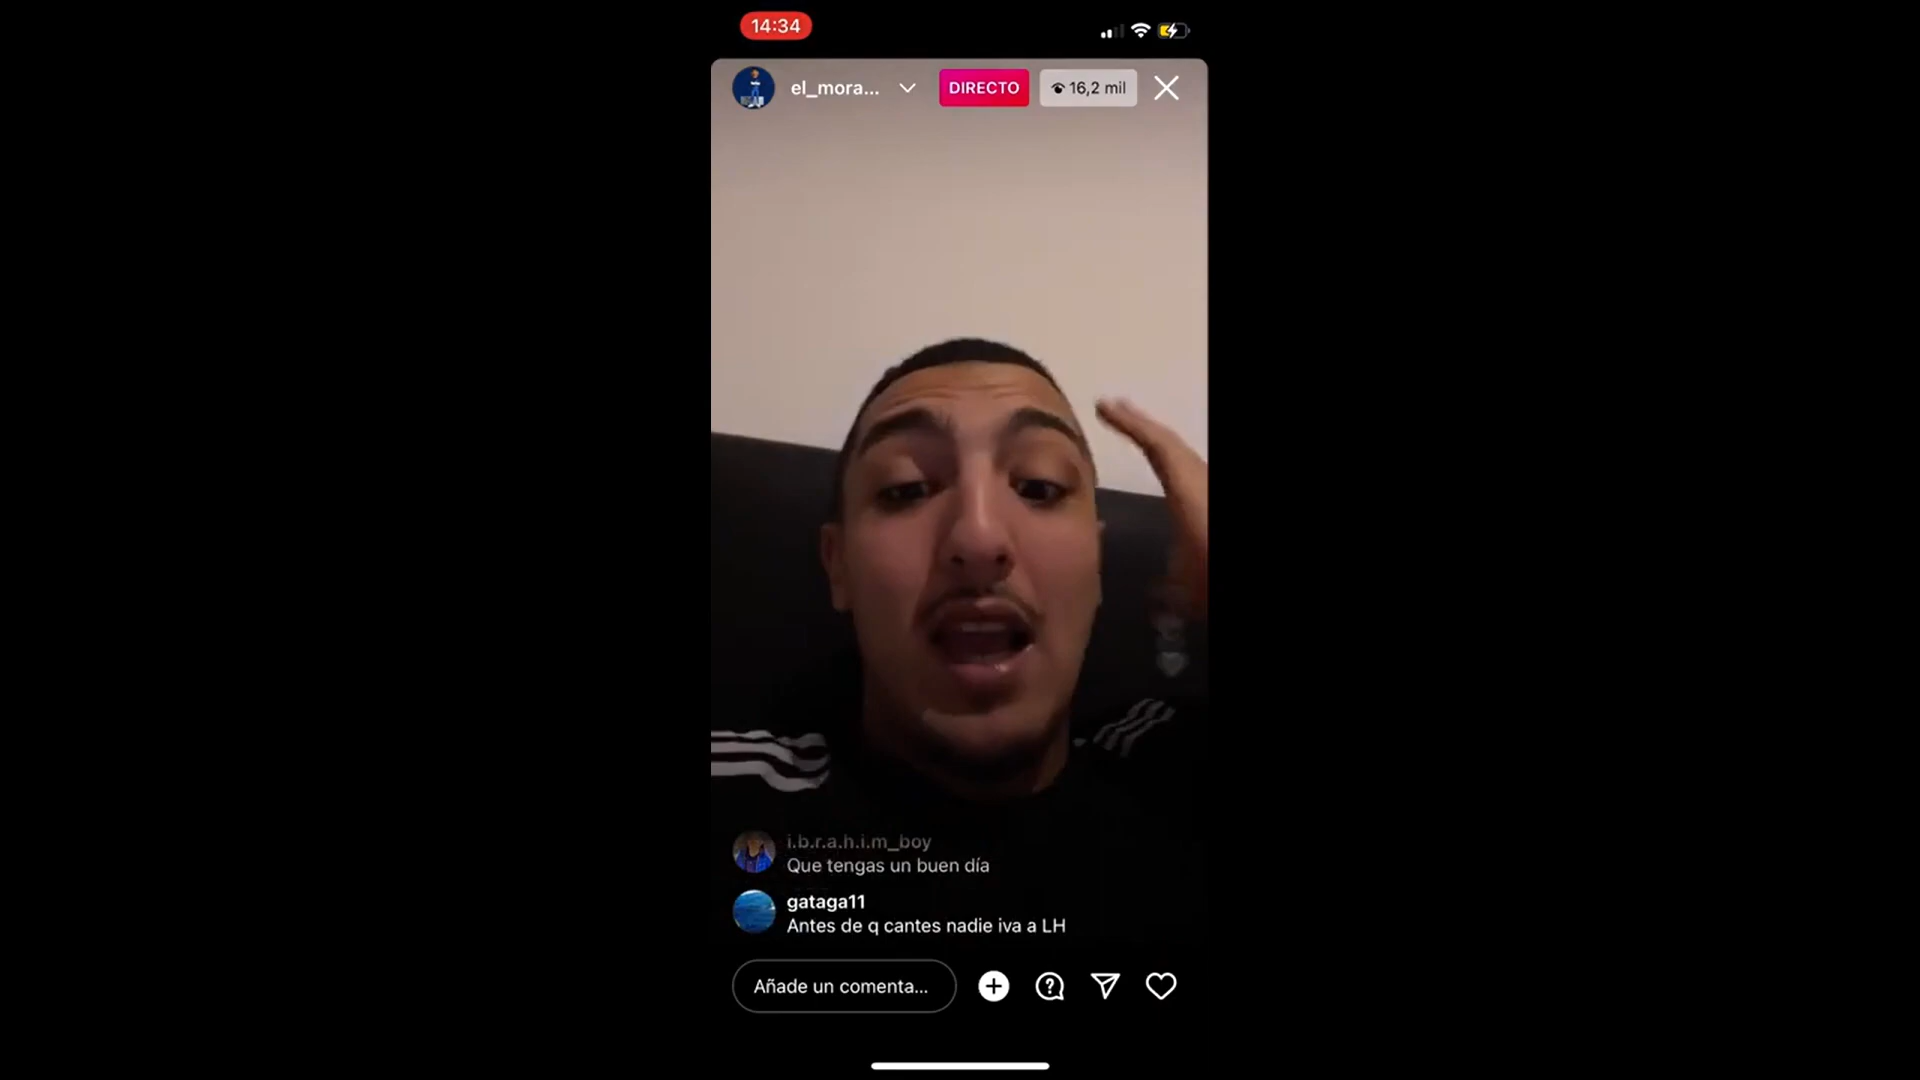 14:34
el_mora...
DIRECTO
16,2 mil
i.b.r.a.h.i.m_boy
Que tengas un buen día
gataga11
Antes de q cantes nadie iva a LH
Añade un comenta...